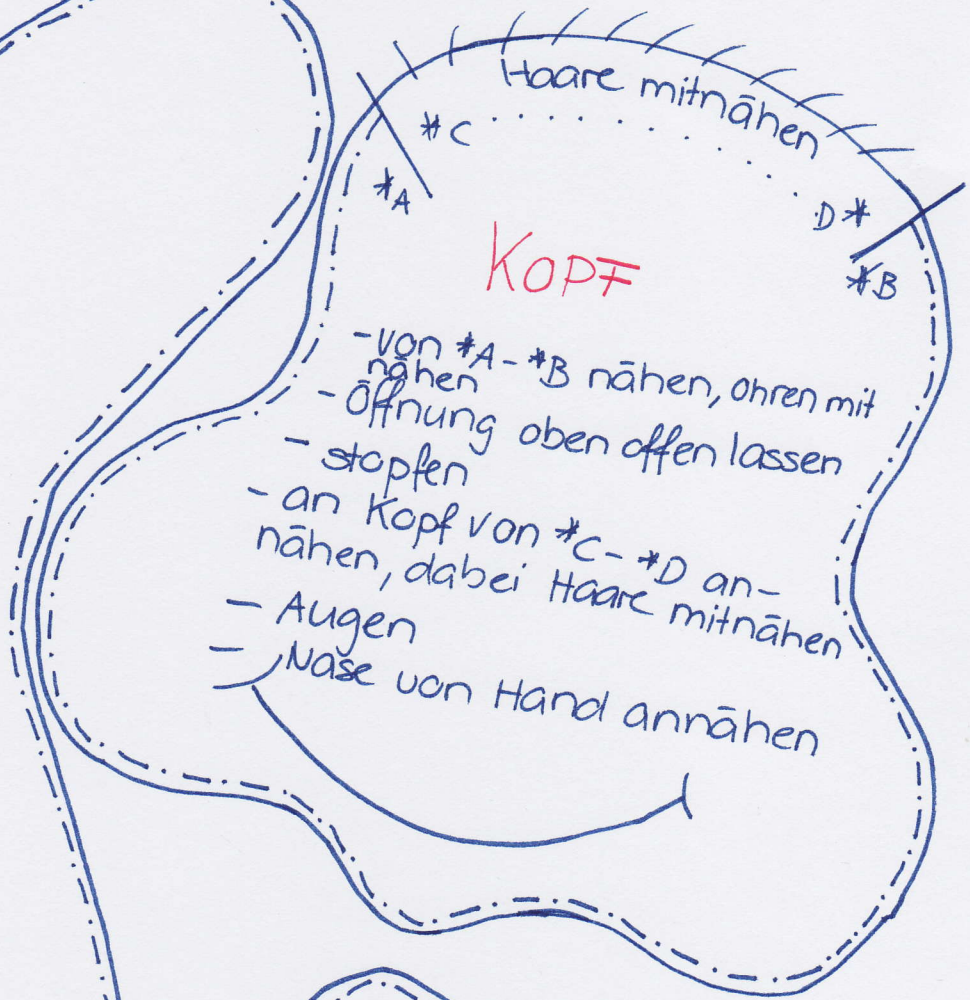 Haare mitnähen
*C
*A
D*
*B
KOPF
- von *A - *B nähen, Ohren mit
nähen
- Öffnung oben offen lassen
- stopfen
- an Kopf von *C - *D an-
nähen, dabei Haare mitnähen
- Augen
- Nase von Hand annähen